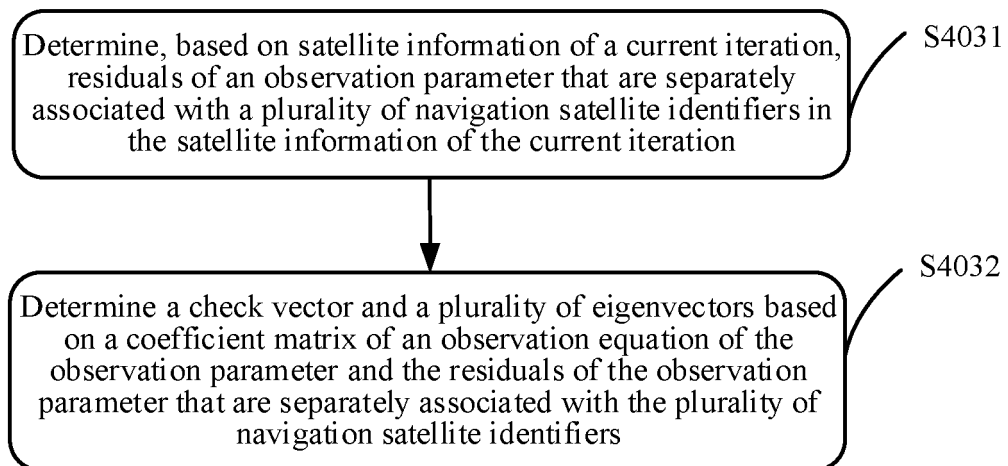 Determine, based on satellite information of a current iteration,
residuals of an observation parameter that are separately
associated with a plurality of navigation satellite identifiers in
the satellite information of the current iteration
S4031
Determine a check vector and a plurality of eigenvectors based
on a coefficient matrix of an observation equation of the
observation parameter and the residuals of the observation
parameter that are separately associated with the plurality of
navigation satellite identifiers
S4032